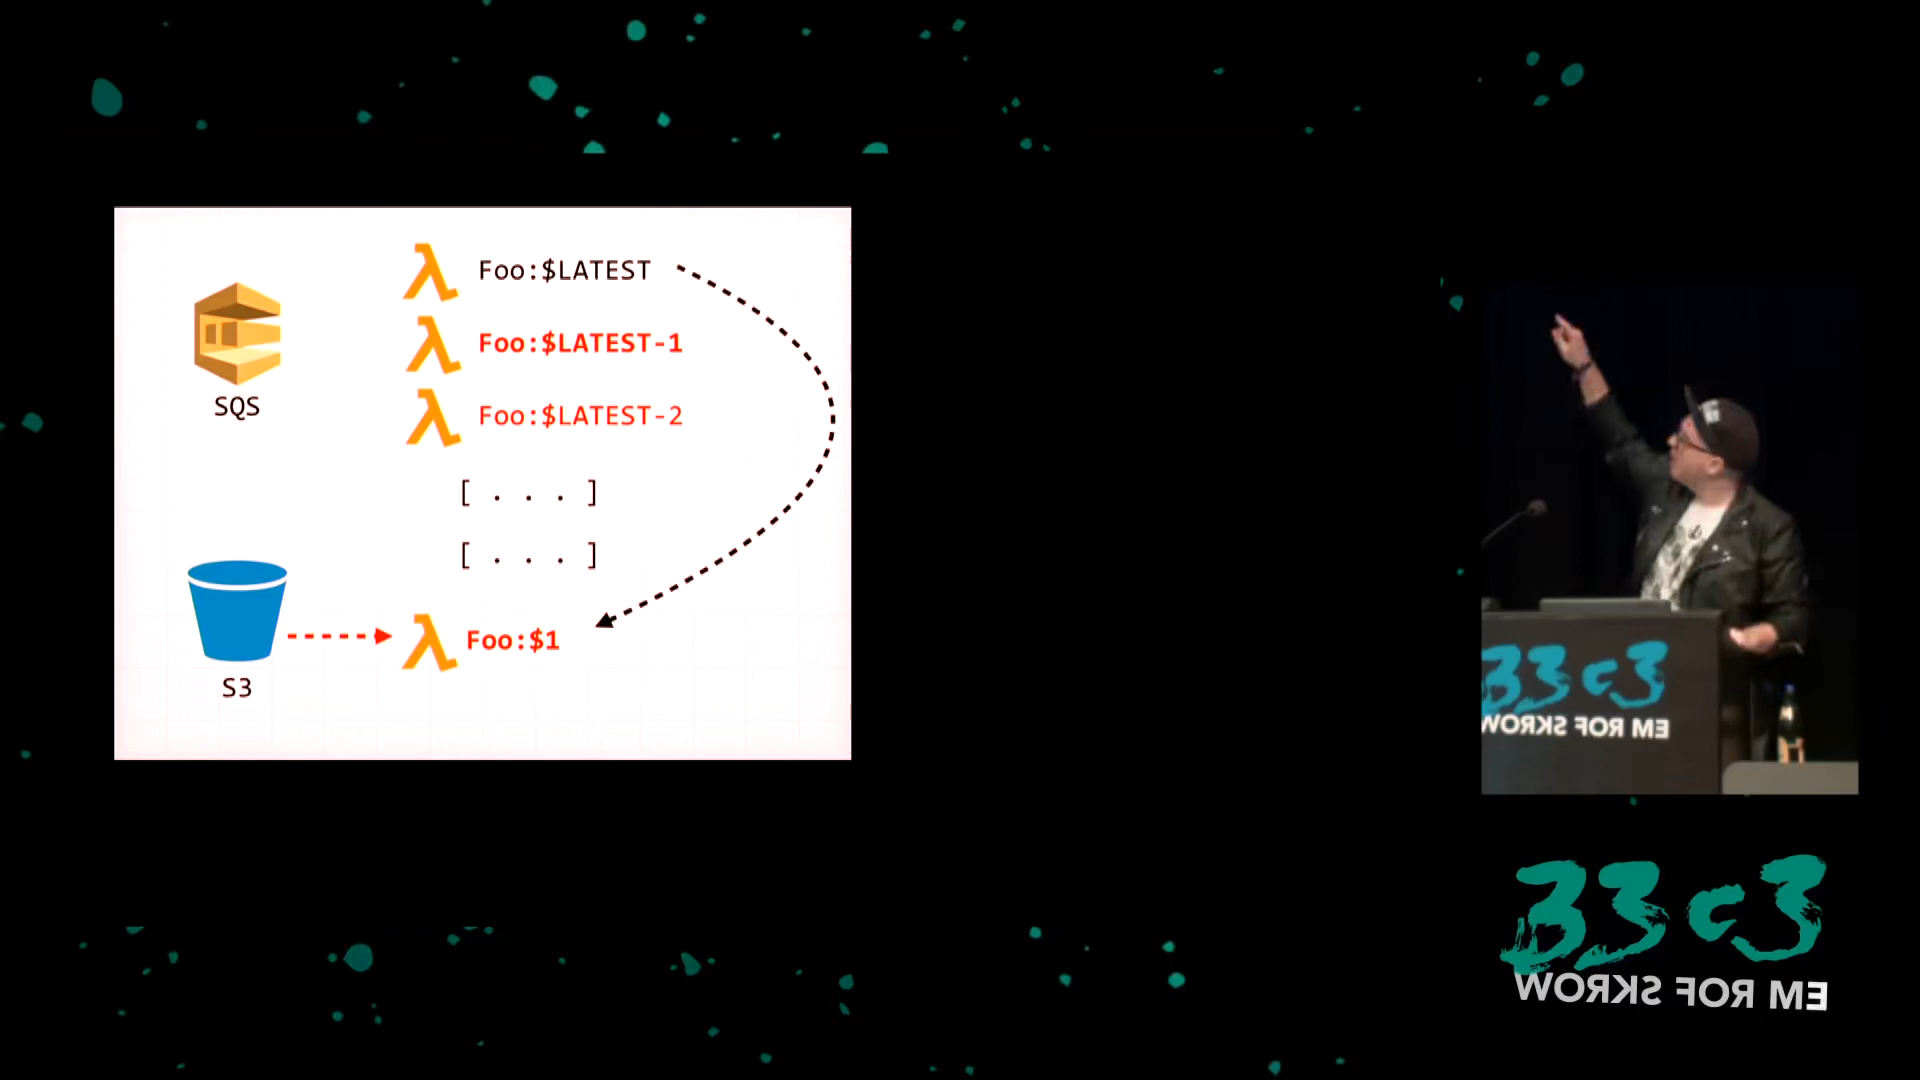 Foo:$LATEST
Foo:$LATEST-1
SQS
Foo:$LATEST-2
[ . . . ]
[ . . . ]
Foo:$1
S3
33c3
WORKS FOR ME
33c3
WORKS FOR ME